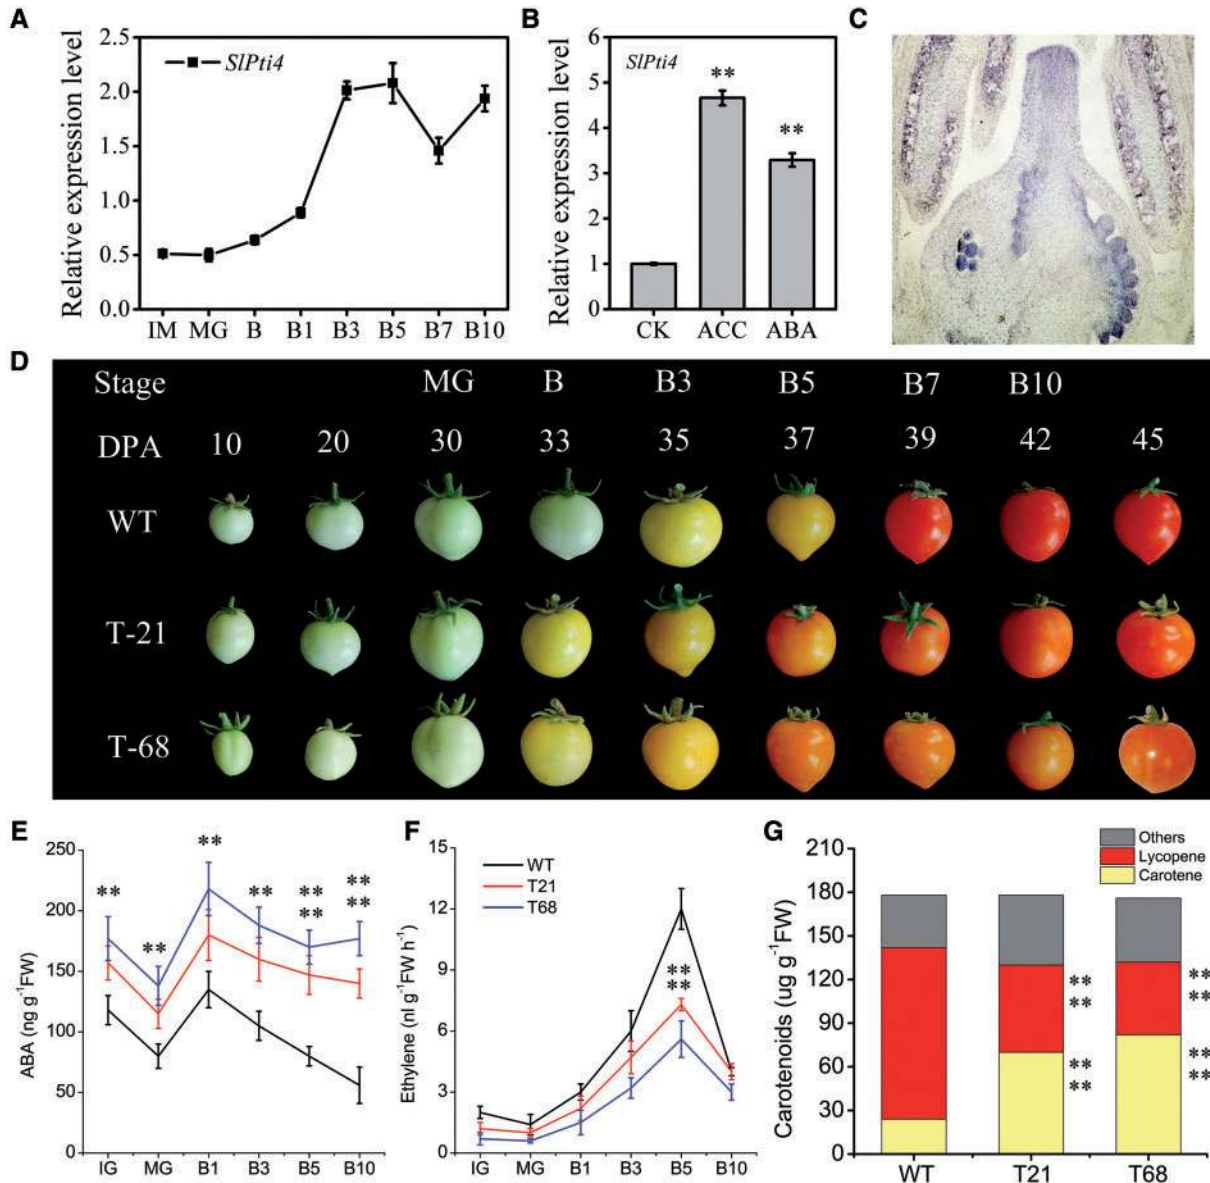 A
2.5
2.0
1.5
1.0
0.5
0.0
Relative expression level
SlPti4
IM MG B B1 B3 B5 B7 B10
B
6
5
4
3
2
1
0
Relative expression level
SlPti4
**
**
CK ACC ABA
C
D
Stage MG B B3 B5 B7 B10
DPA 10 20 30 33 35 37 39 42 45
WT
T-21
T-68
E
250
200
150
100
50
0
ABA (ng g-1FW)
**
**
**
**
**
**
**
**
IG MG B1 B3 B5 B10
F
15
12
9
6
3
0
Ethylene (nl g-1FW h-1)
WT
T21
T68
**
**
IG MG B1 B3 B5 B10
G
210
180
150
120
90
60
30
0
Carotenoids (ug g-1FW)
Others
Lycopene
Carotene
**
**
**
**
**
**
**
**
WT T21 T68